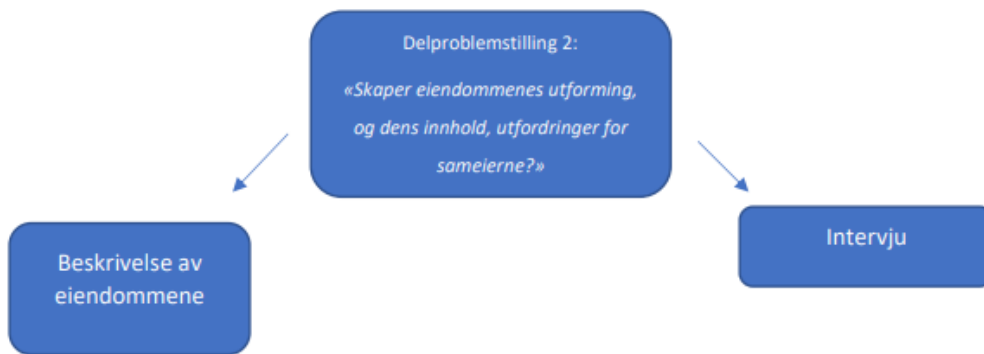 Delproblemstilling 2:
«Skaper eiendommenes utforming,
og dens innhold, utfordringer for
sameierne?»
Beskrivelse av
eiendommene
Intervju